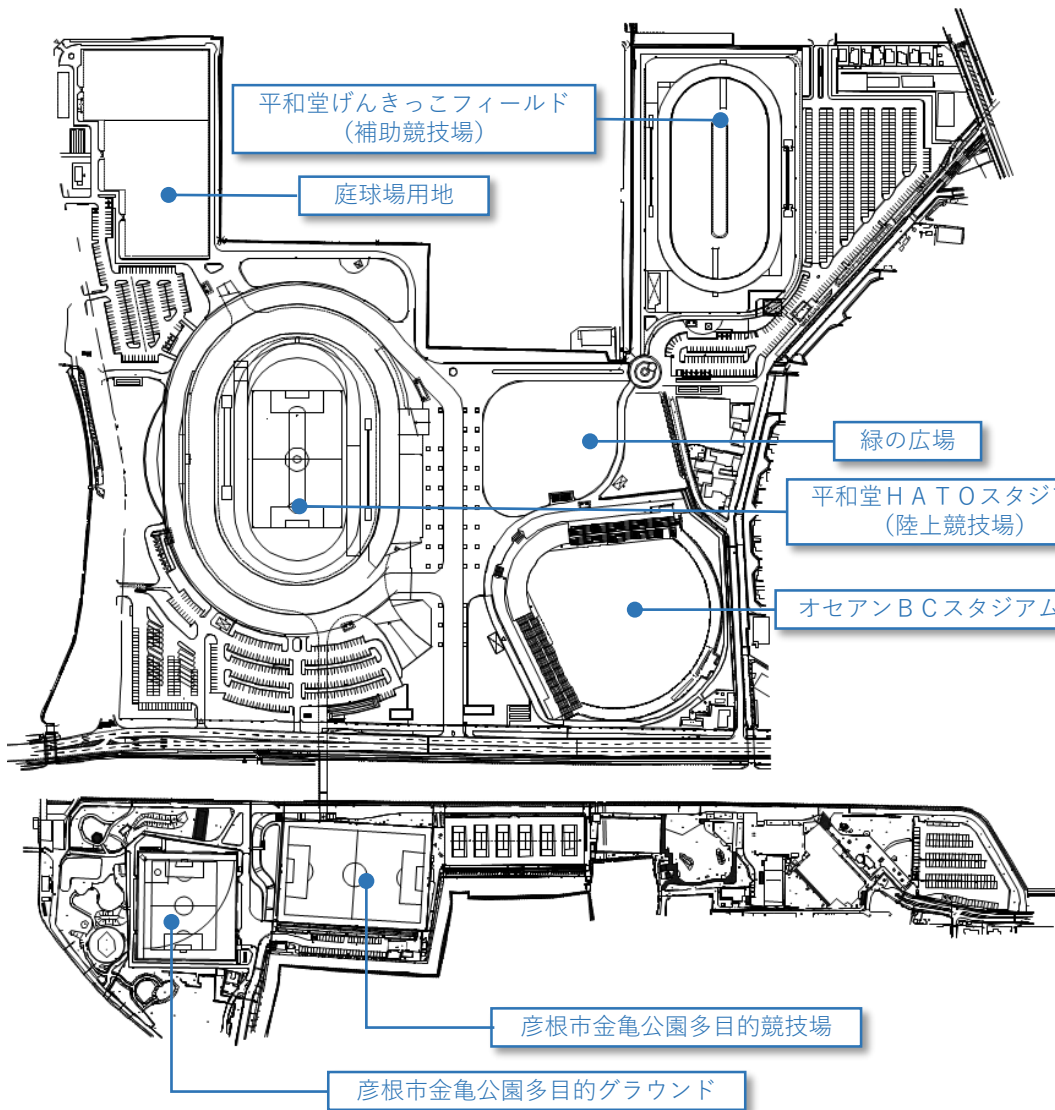 平和堂げんきっこフィールド
(補助競技場)
庭球場用地
緑の広場
平和堂HATOスタジア
(陸上競技場)
オセアンBCスタジアム
彦根市金亀公園多目的競技場
彦根市金亀公園多目的グラウンド